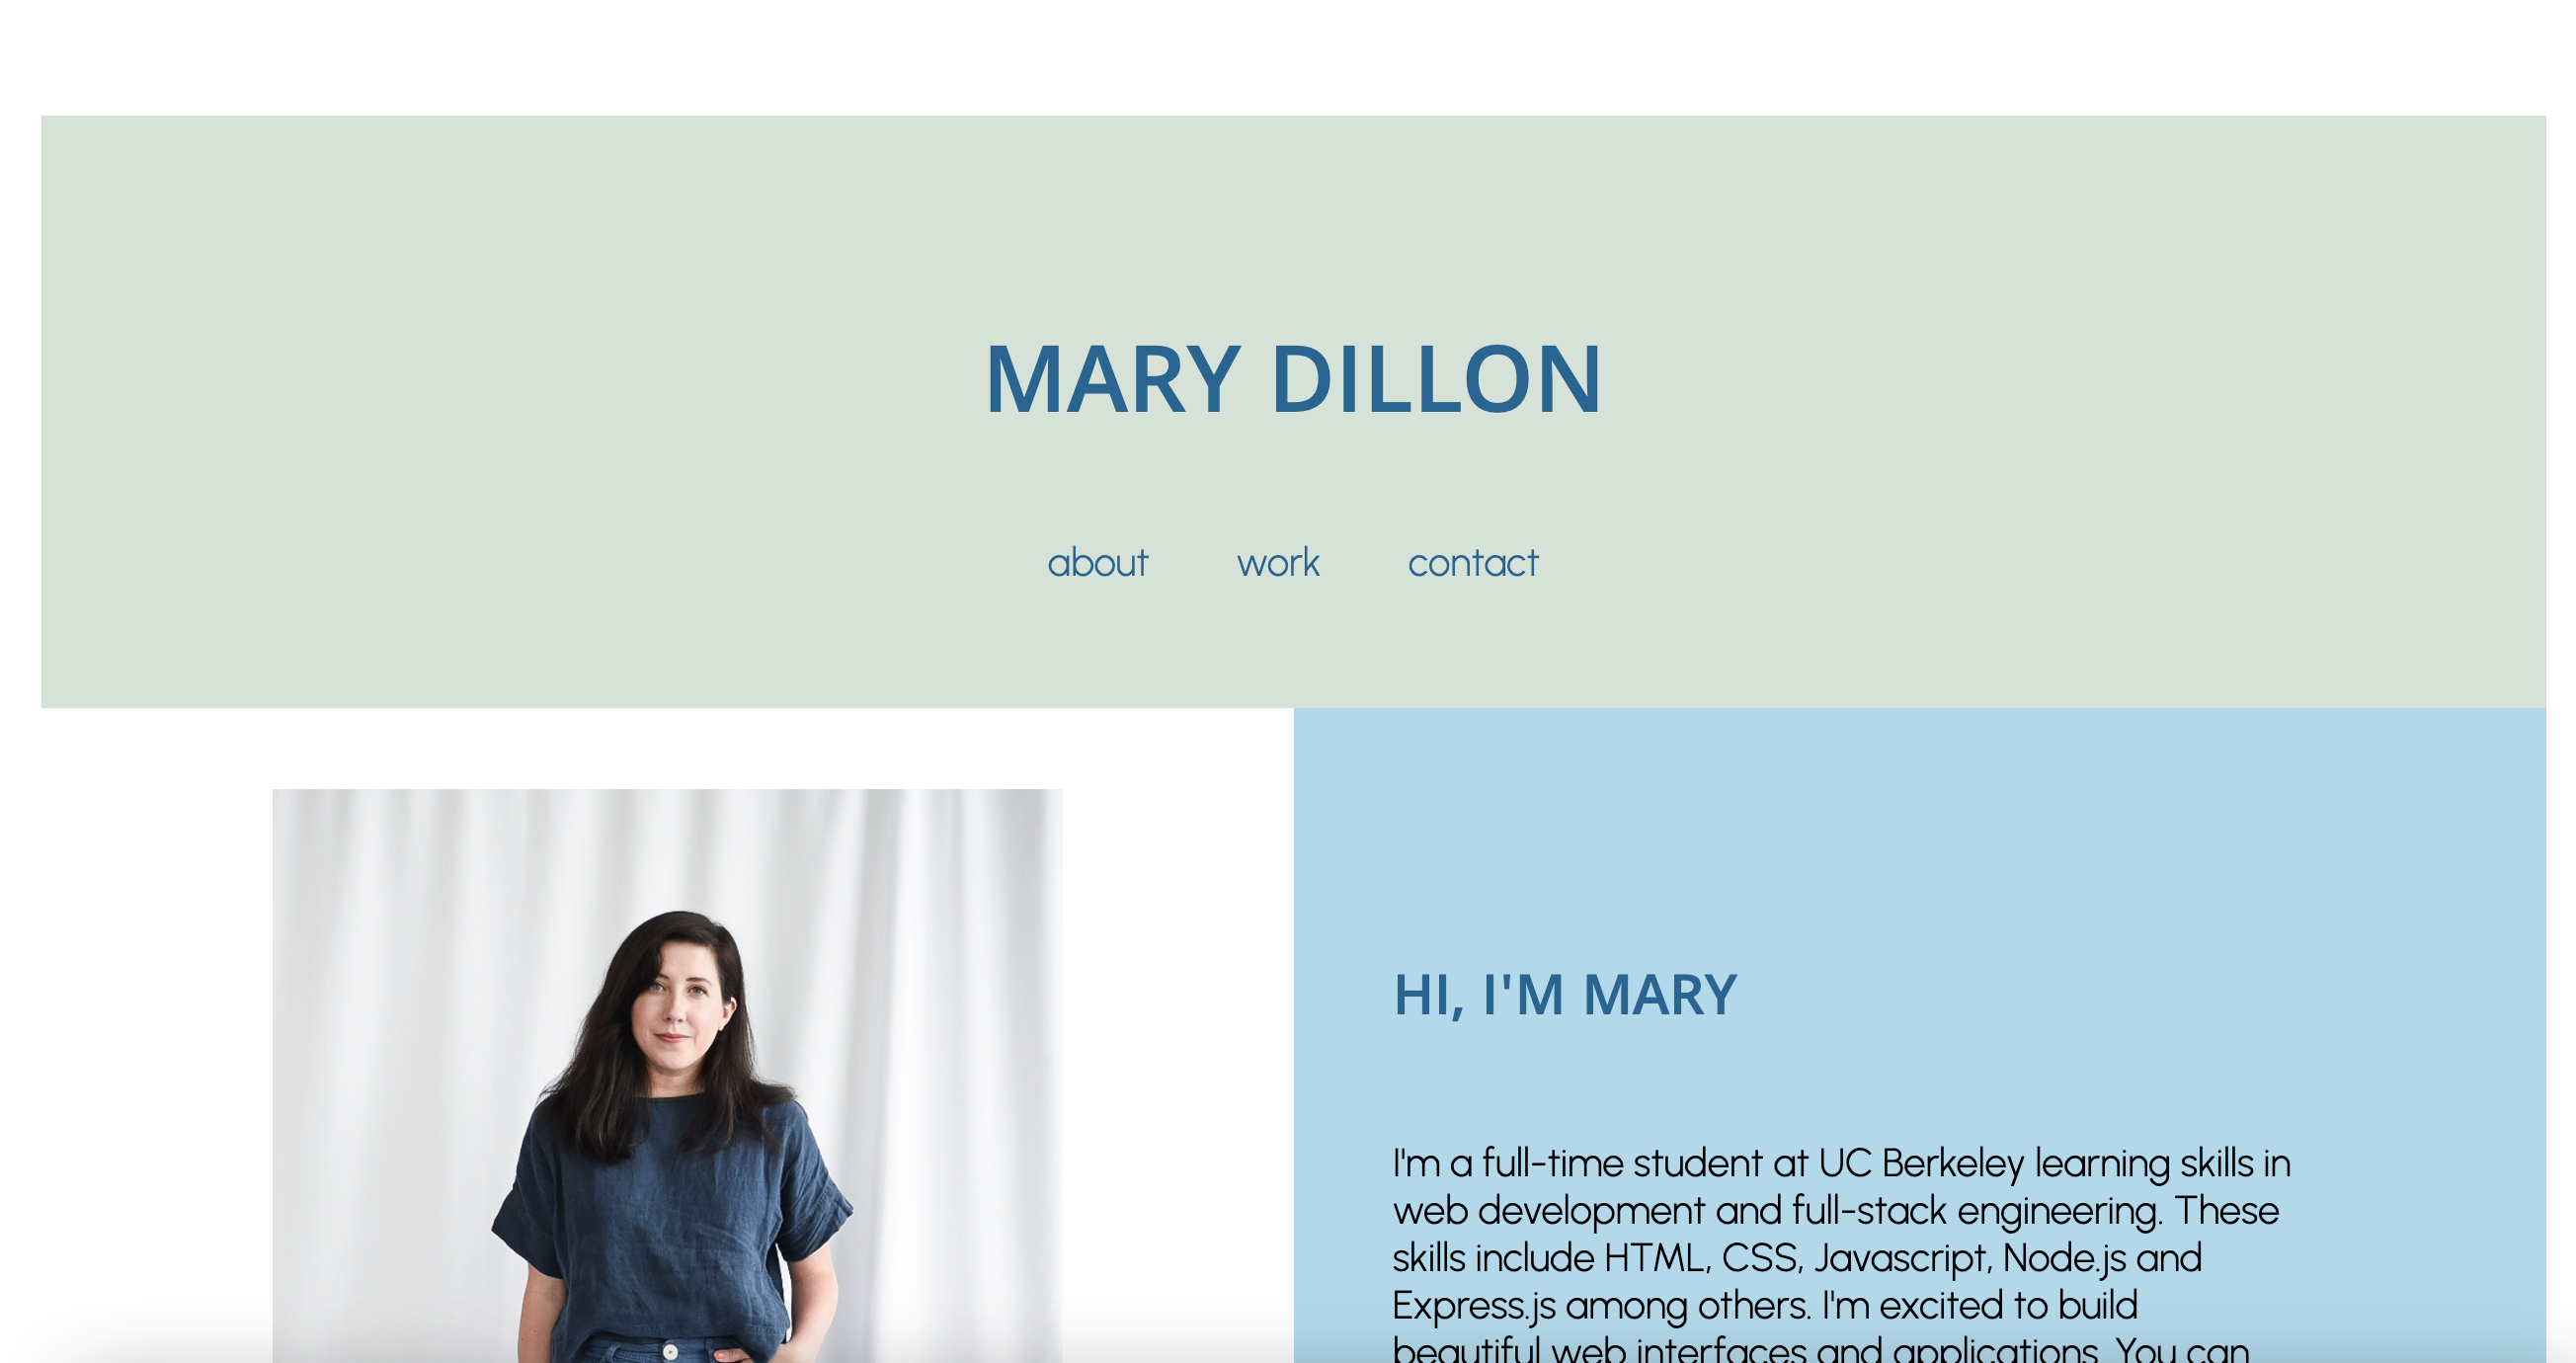 MARY DILLON
about work contact
HI, I'M MARY
I'm a full-time student at UC Berkeley learning skills in
web development and full-stack engineering. These
skills include HTML, CSS, Javascript, Node.js and
Express.js among others. I'm excited to build
beautiful web interfaces and applications. You can